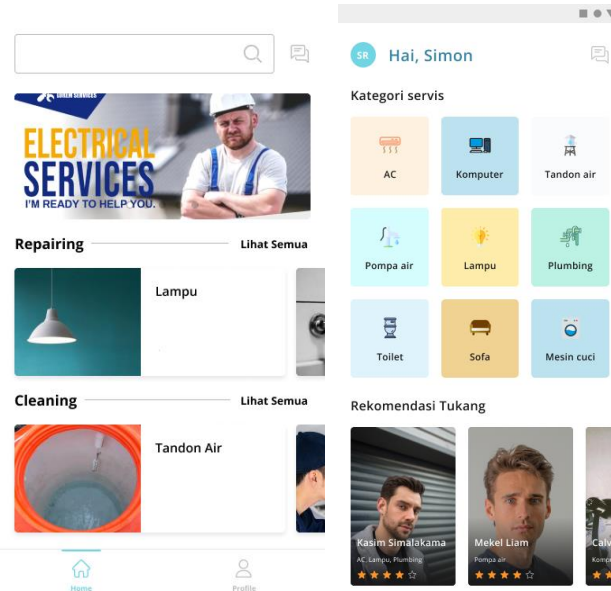 ELECTRICAL
SERVICES
I'M READY TO HELP YOU.
Repairing
Lihat Semua
Lampu
Cleaning
Lihat Semua
Tandon Air
Home
Profile
SR
Hai, Simon
Kategori servis
AC
Komputer
Tandon air
Pompa air
Lampu
Plumbing
Toilet
Sofa
Mesin cuci
Rekomendasi Tukang
Kasim Simalakama
AC, Lampu, Plumbing
Mekel Liam
Pompa air